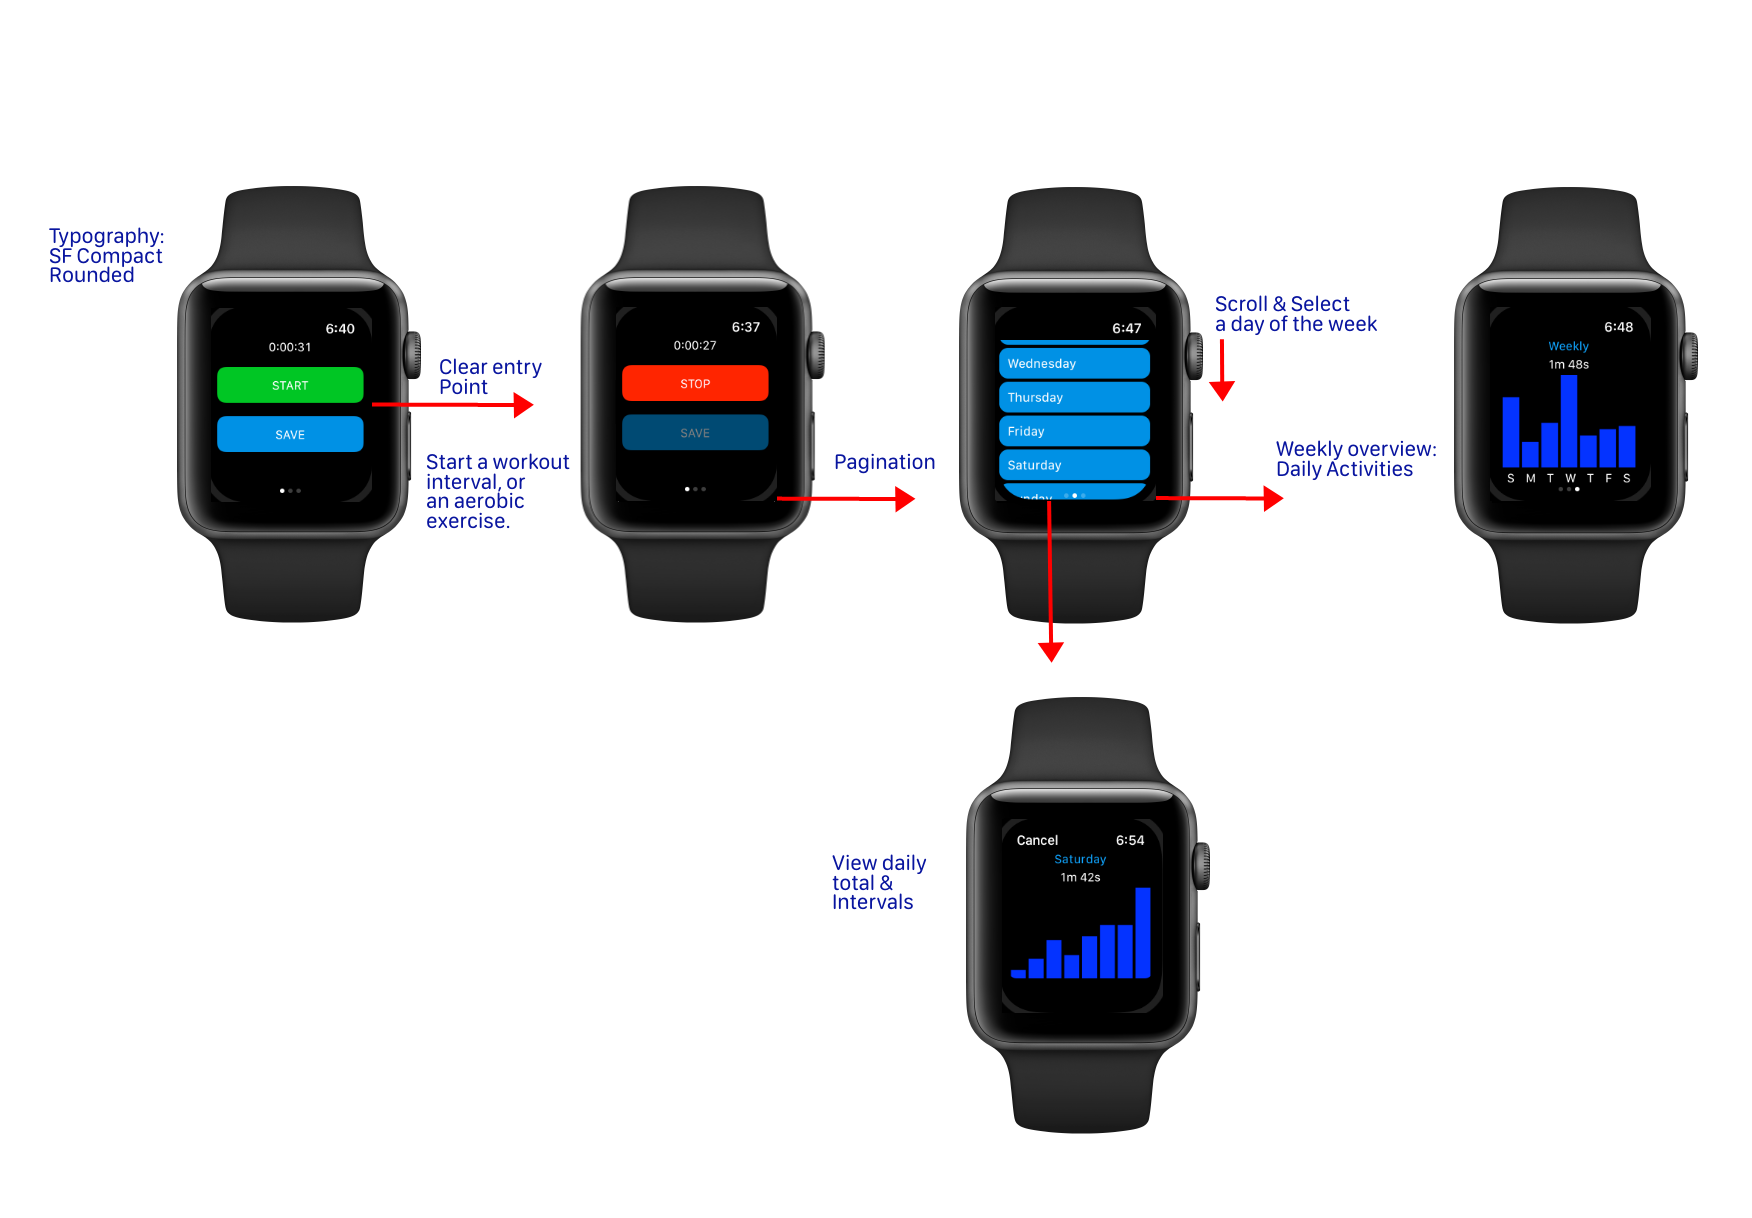 Typography:
SF Compact
Rounded
6:40
0:00:31
START
SAVE
Clear entry
Point
Start a workout
interval, or
an aerobic
exercise.
6:37
0:00:27
STOP
SAVE
Pagination
6:47
Wednesday
Thursday
Friday
Saturday
unday
Scroll & Select
a day of the week
Weekly overview:
Daily Activities
6:48
Weekly
1m 48s
S M T W T F S
View daily
total &
Intervals
Cancel 6:54
Saturday
1m 42s